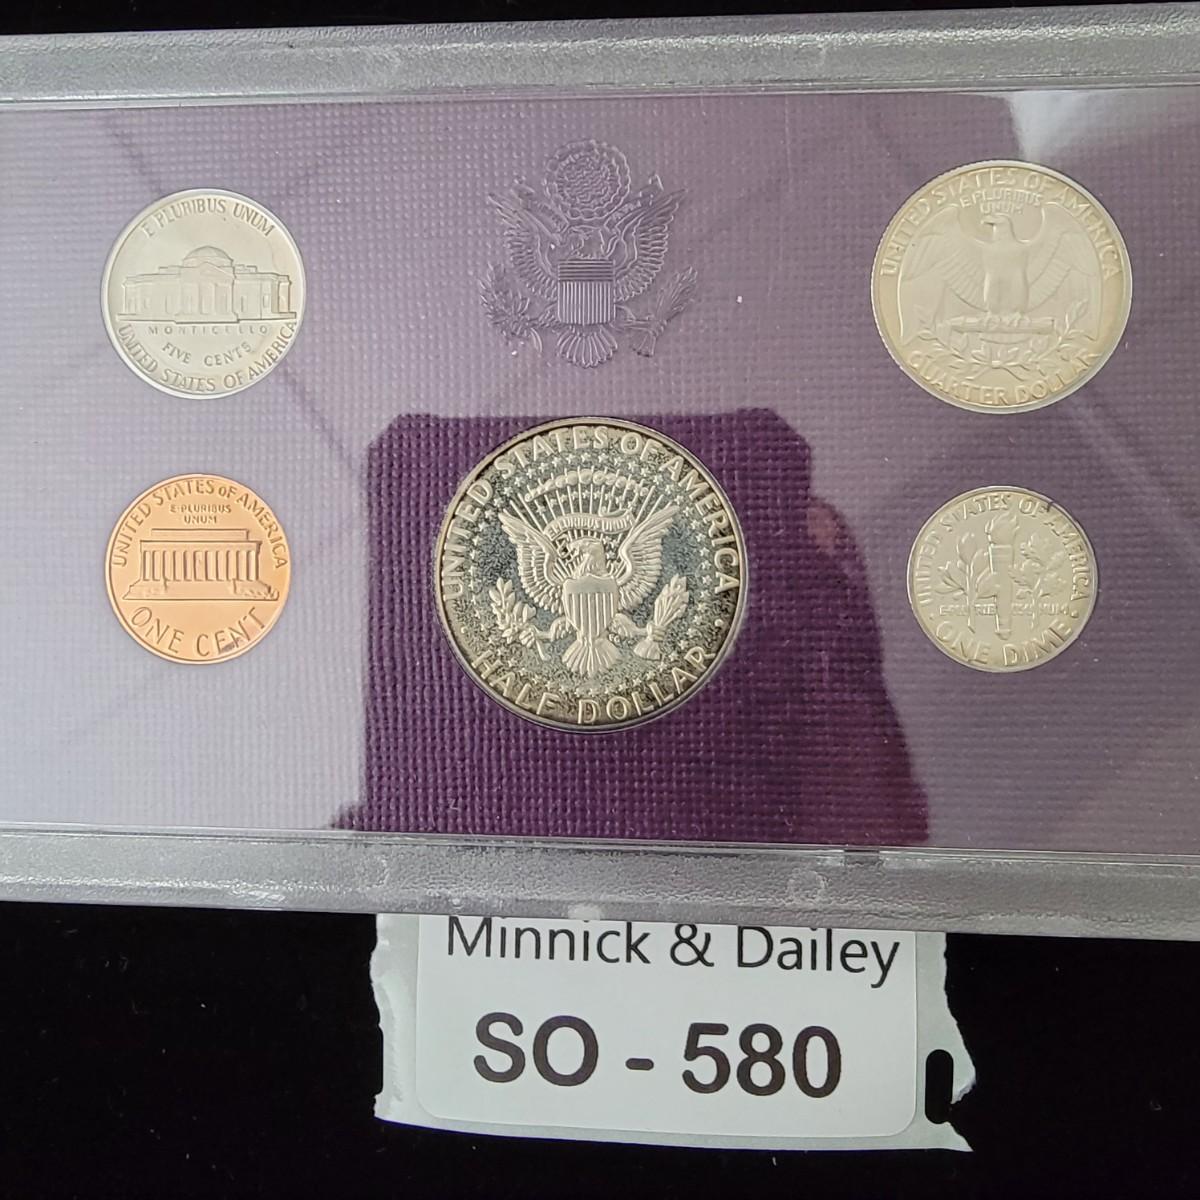 E PLURIBUS UNUM
MONTICELLO
FIVE CENTS
UNITED STATES OF AMERICA
UNITED STATES OF AMERICA
E PLURIBUS
UNUM
QUARTER DOLLAR
UNITED STATES OF AMERICA
E·PLURIBUS
UNUM
ONE CENT
UNITED STATES OF AMERICA
E PLURIBUS UNUM
HALF DOLLAR
UNITED STATES OF AMERICA
E PLURIBUS UNUM
ONE DIME
Minnick & Dailey
SO - 580